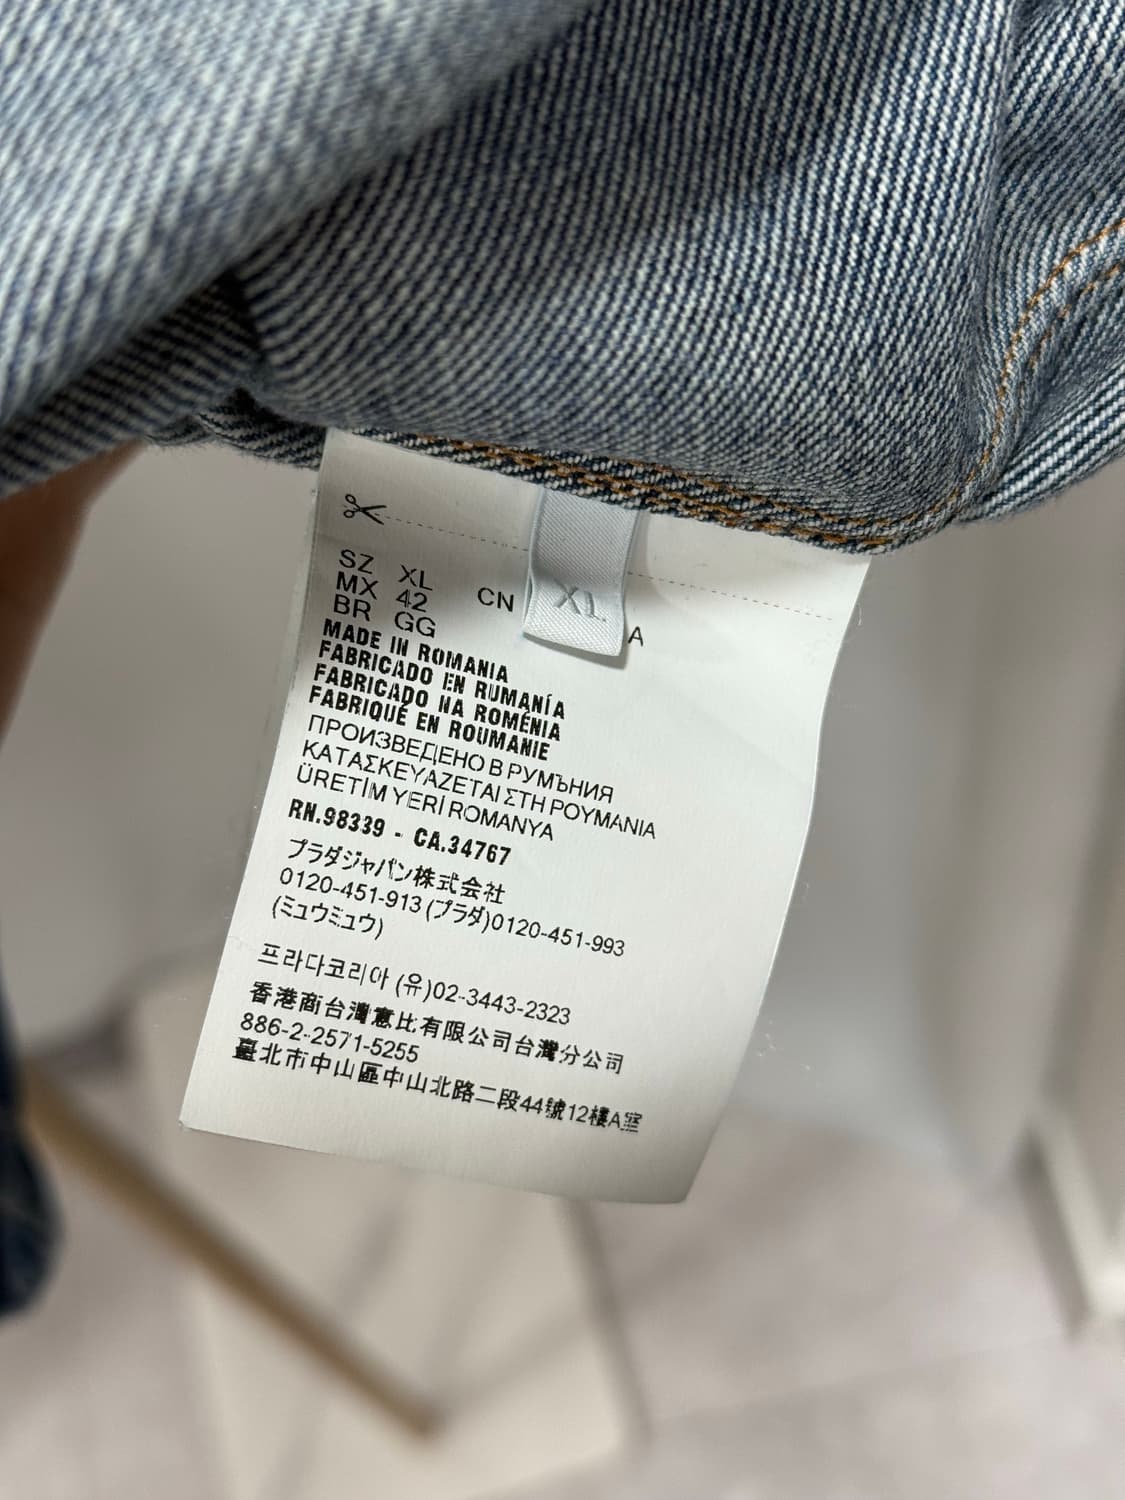 SZ XL
MX 42 CN A
BR GG
XL
MADE IN ROMANIA
FABRICADO EN RUMANÍA
FABRICADO NA ROMÉNIA
FABRIQUÉ EN ROUMANIE
ПРОИЗВЕДЕНО В РУМЪНИЯ
ΚΑΤΑΣΚΕΥΑΖΕΤΑΙ ΣΤΗ ΡΟΥΜΑΝΙΑ
ÜRETİM YERİ ROMANYA
RN.98339 - CA.34767
プラダジャパン株式会社
0120-451-913 (プラダ)0120-451-993
(ミュウミュウ)
프라다코리아 (유)02-3443-2323
香港商台灣意比有限公司台灣分公司
886-2-2571-5255
臺北市中山區中山北路二段44號12樓A室